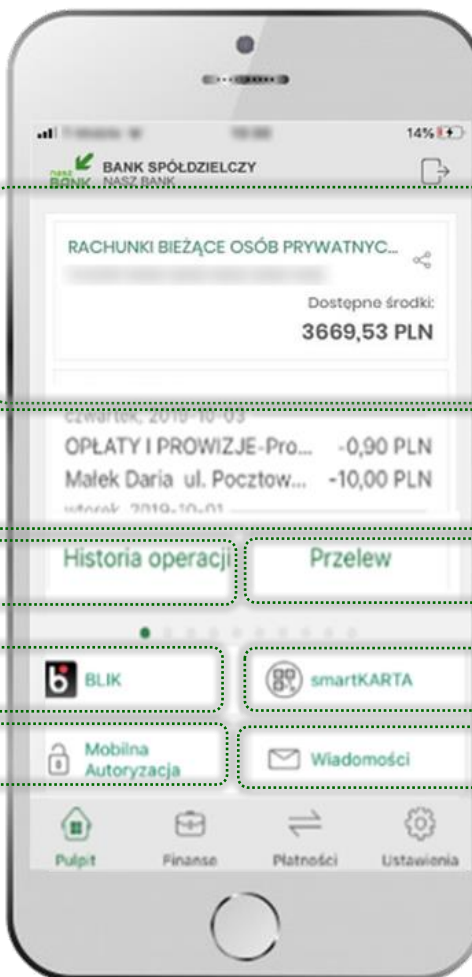 14%
nasz BANK BANK SPÓŁDZIELCZY
NASZ BANK
RACHUNKI BIEŻĄCE OSÓB PRYWATNYC...
Dostępne środki:
3669,53 PLN
czwartek, 2019-10-03
OPŁATY I PROWIZJE-Pro... -0,90 PLN
Małek Daria ul. Pocztow... -10,00 PLN
wtorek, 2019-10-01
Historia operacji Przelew
BLIK smartKARTA
Mobilna Wiadomości
Autoryzacja
Pulpit Finanse Płatności Ustawienia